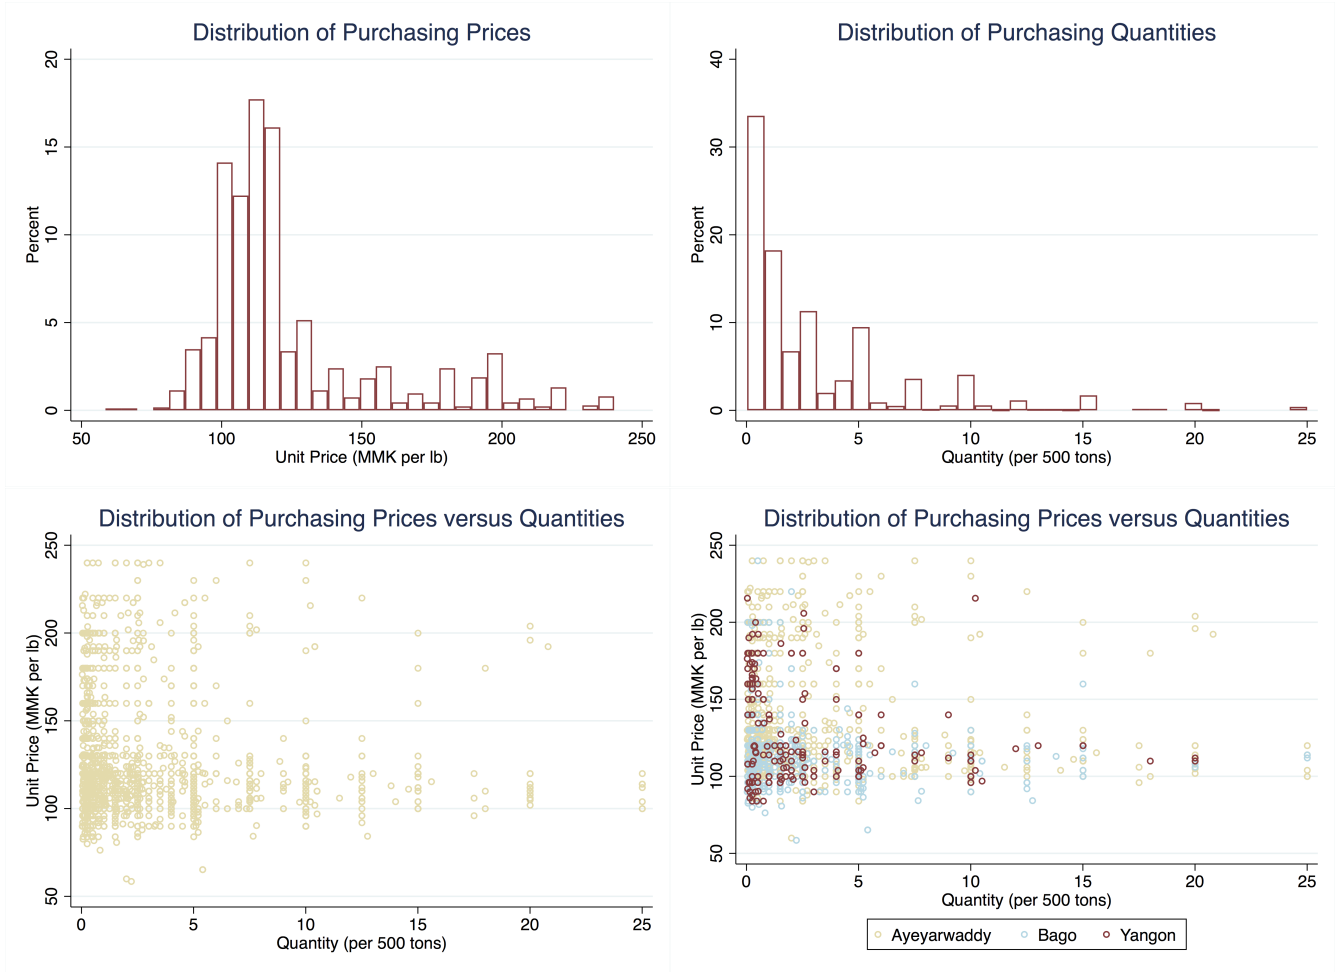 Distribution of Purchasing Prices
20
15
10
5
0
Percent
50 100 150 200 250
Unit Price (MMK per lb)
Distribution of Purchasing Quantities
40
30
20
10
0
Percent
0 5 10 15 20 25
Quantity (per 500 tons)
Distribution of Purchasing Prices versus Quantities
250
200
150
100
50
Unit Price (MMK per lb)
0 5 10 15 20 25
Quantity (per 500 tons)
Distribution of Purchasing Prices versus Quantities
250
200
150
100
50
Unit Price (MMK per lb)
0 5 10 15 20 25
Quantity (per 500 tons)
Ayeyarwaddy Bago Yangon